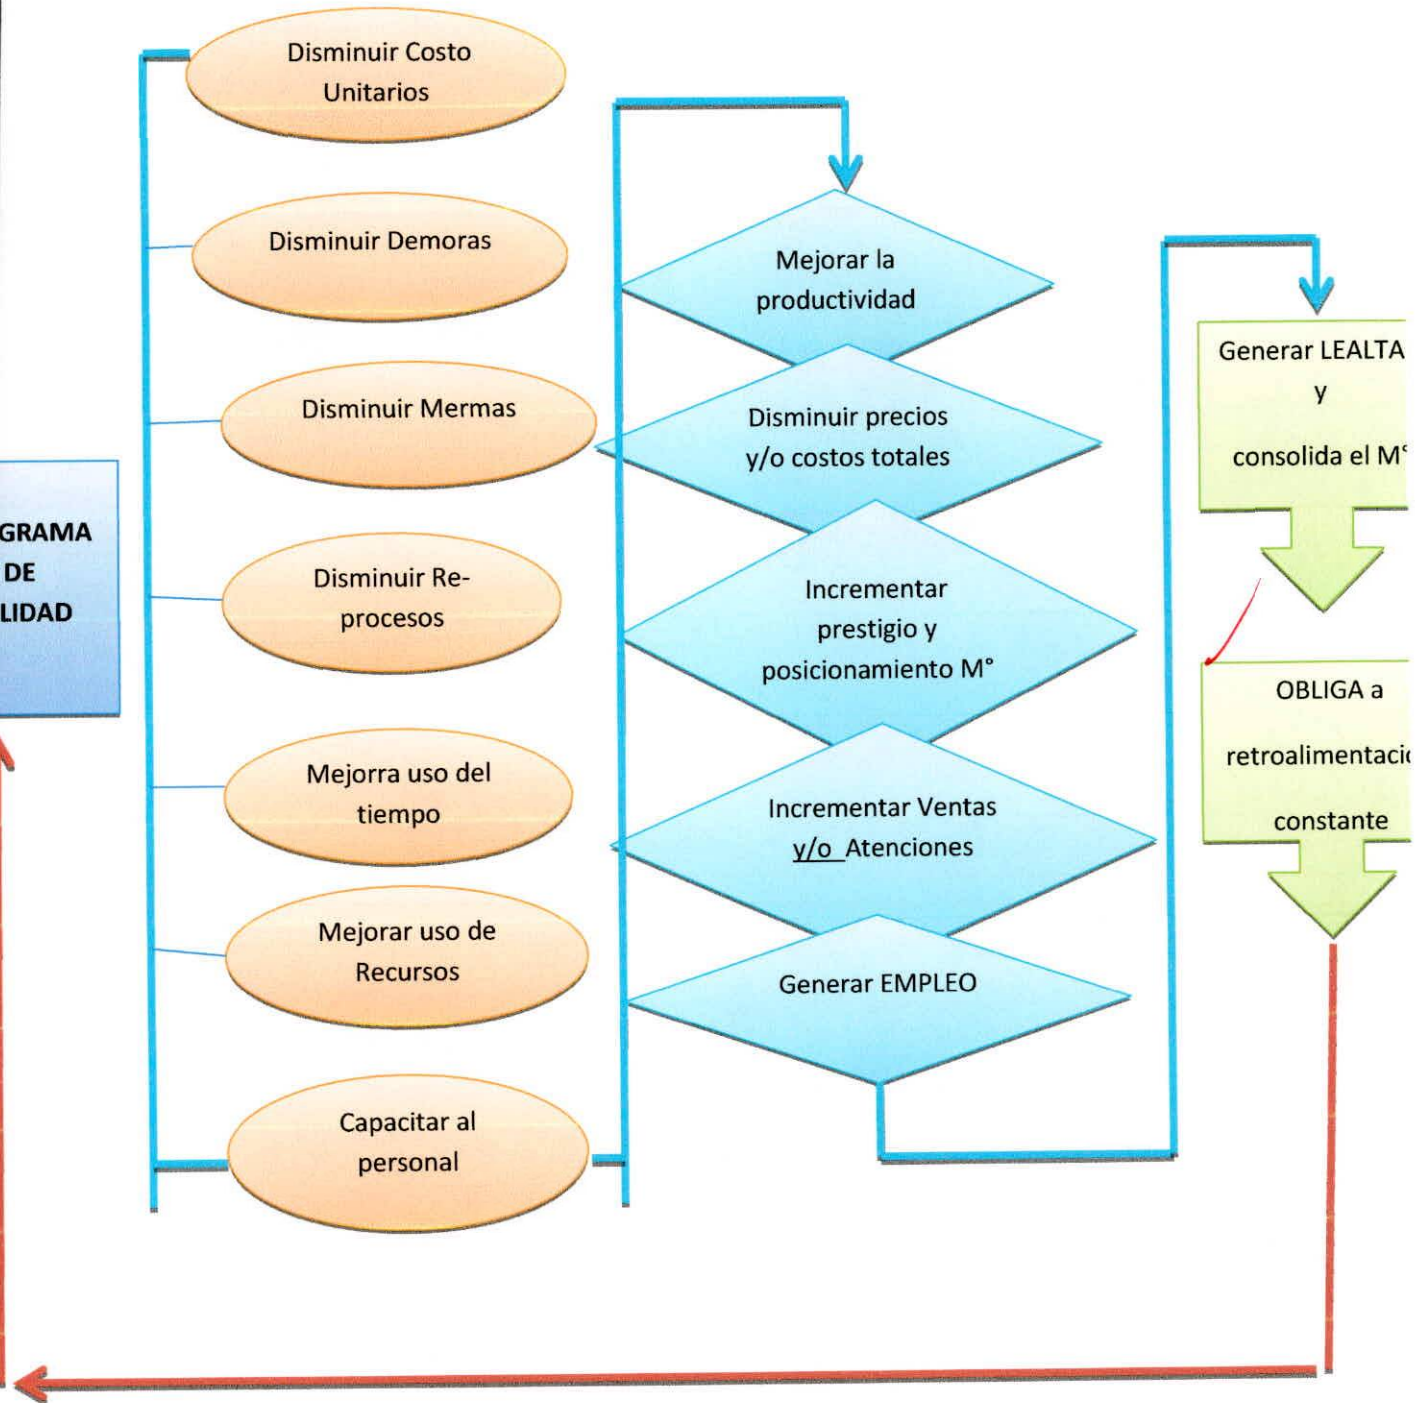 GRAMA
DE
LIDAD
Disminuir Costo
Unitarios
Disminuir Demoras
Disminuir Mermas
Disminuir Re-
procesos
Mejorra uso del
tiempo
Mejorar uso de
Recursos
Capacitar al
personal
Mejorar la
productividad
Disminuir precios
y/o costos totales
Incrementar
prestigio y
posicionamiento M°
Incrementar Ventas
y/o Atenciones
Generar EMPLEO
Generar LEALTA
y
consolida el M°
OBLIGA a
retroalimentació
constante